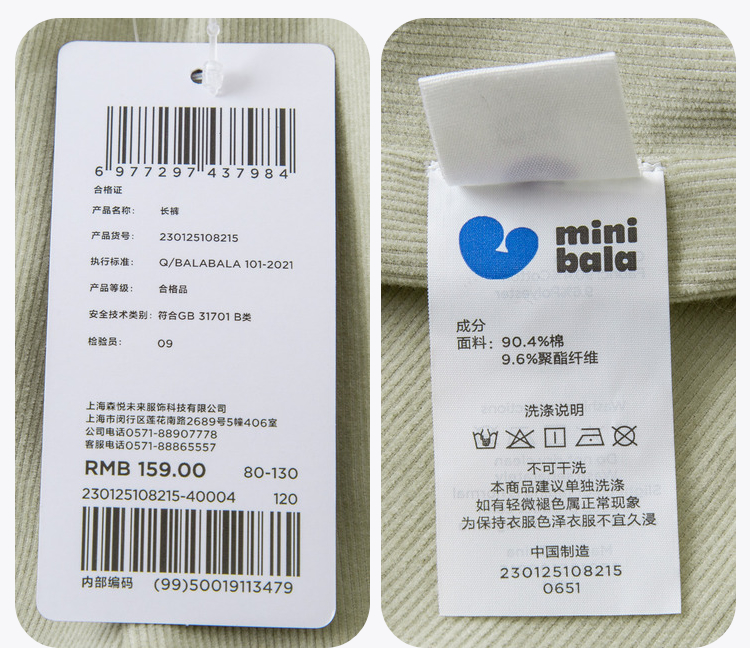 6 977297 437984
合格证
产品名称: 长裤
产品货号: 230125108215
执行标准: Q/BALABALA 101-2021
产品等级: 合格品
安全技术类别: 符合GB 31701 B类
检验员: 09
上海森悦未来服饰科技有限公司
上海市闵行区莲花南路2689号5幢406室
公司电话0571-88907778
客服电话0571-88865557
RMB 159.00 80-130
230125108215-40004 120
内部编码 (99)50019113479
mini
bala
成分
面料: 90.4%棉
9.6%聚酯纤维
洗涤说明
不可干洗
本商品建议单独洗涤
如有轻微褪色属正常现象
为保持衣服色泽衣服不宜久浸
中国制造
230125108215
0651